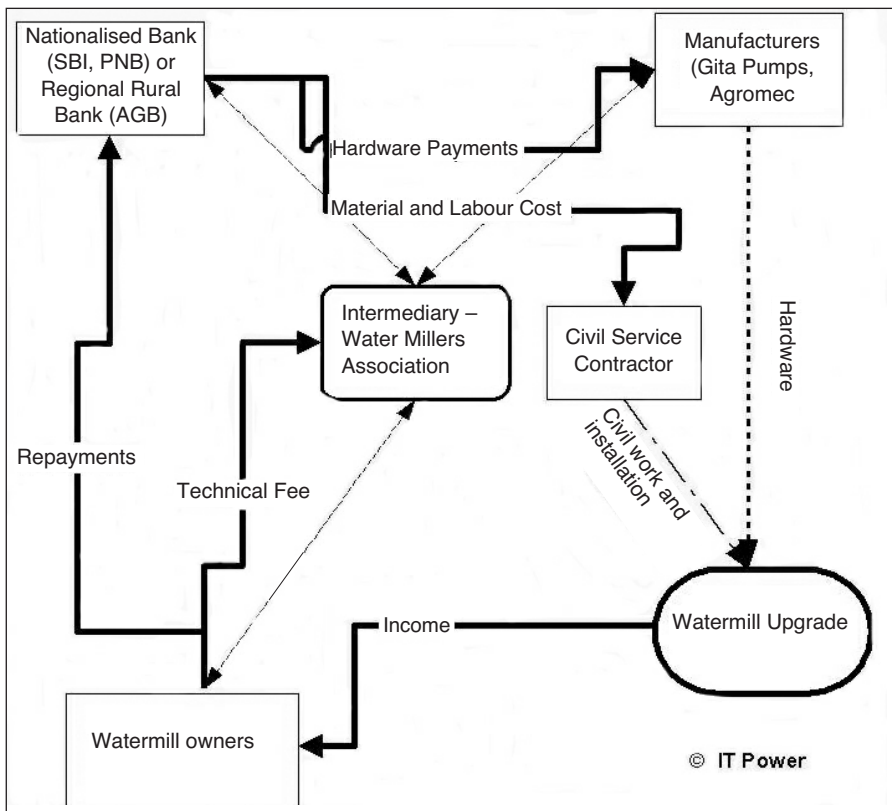 Nationalised Bank
(SBI, PNB) or
Regional Rural
Bank (AGB)
Manufacturers
(Gita Pumps,
Agromec
Hardware Payments
Material and Labour Cost
Intermediary –
Water Millers
Association
Civil Service
Contractor
Hardware
Civil work and
installation
Repayments
Technical Fee
Income
Watermill Upgrade
Watermill owners
© IT Power